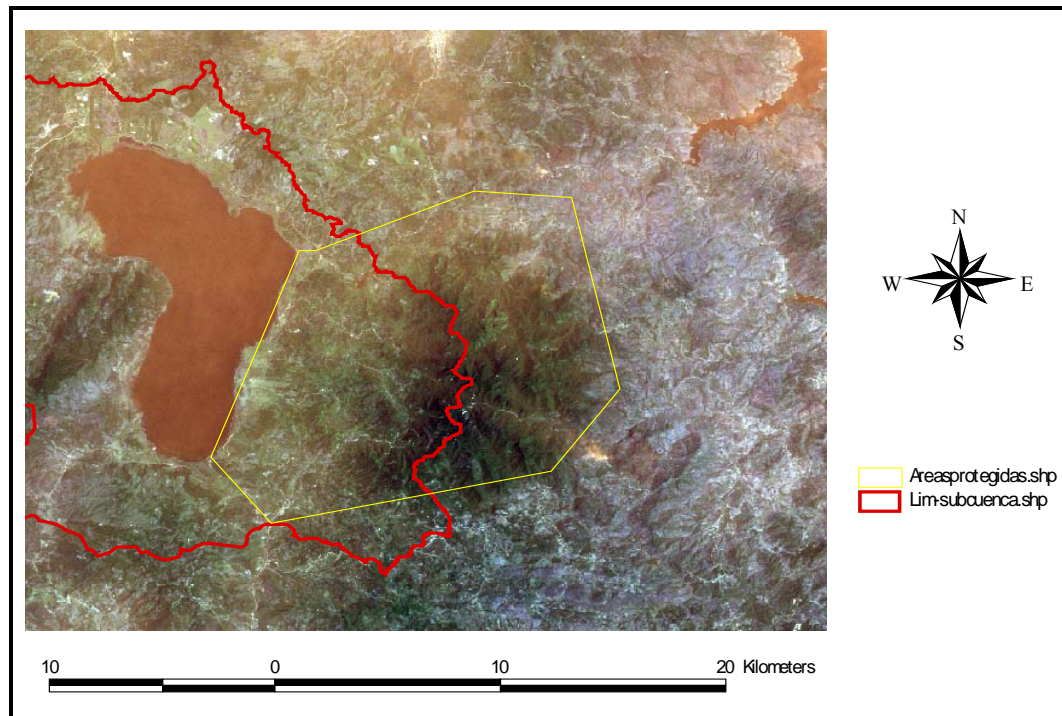 N
W E
S
Areasprotegidas.shp
Lim-subcuenca.shp
10 0 10 20 Kilometers